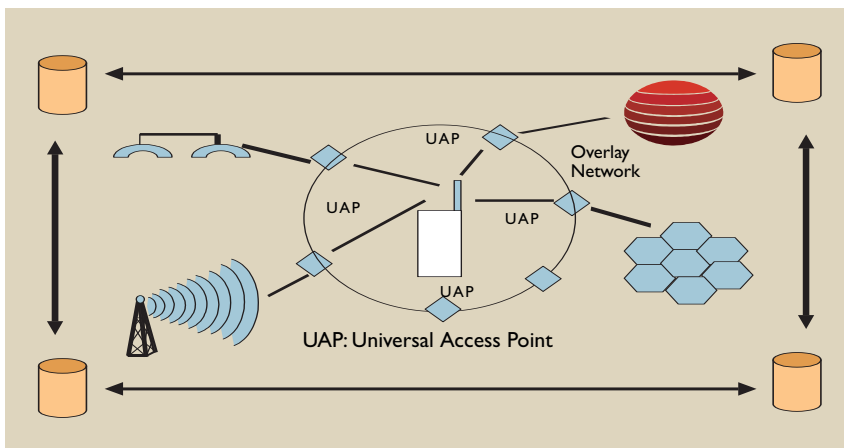 UAP
Overlay
Network
UAP
UAP
UAP
UAP: Universal Access Point